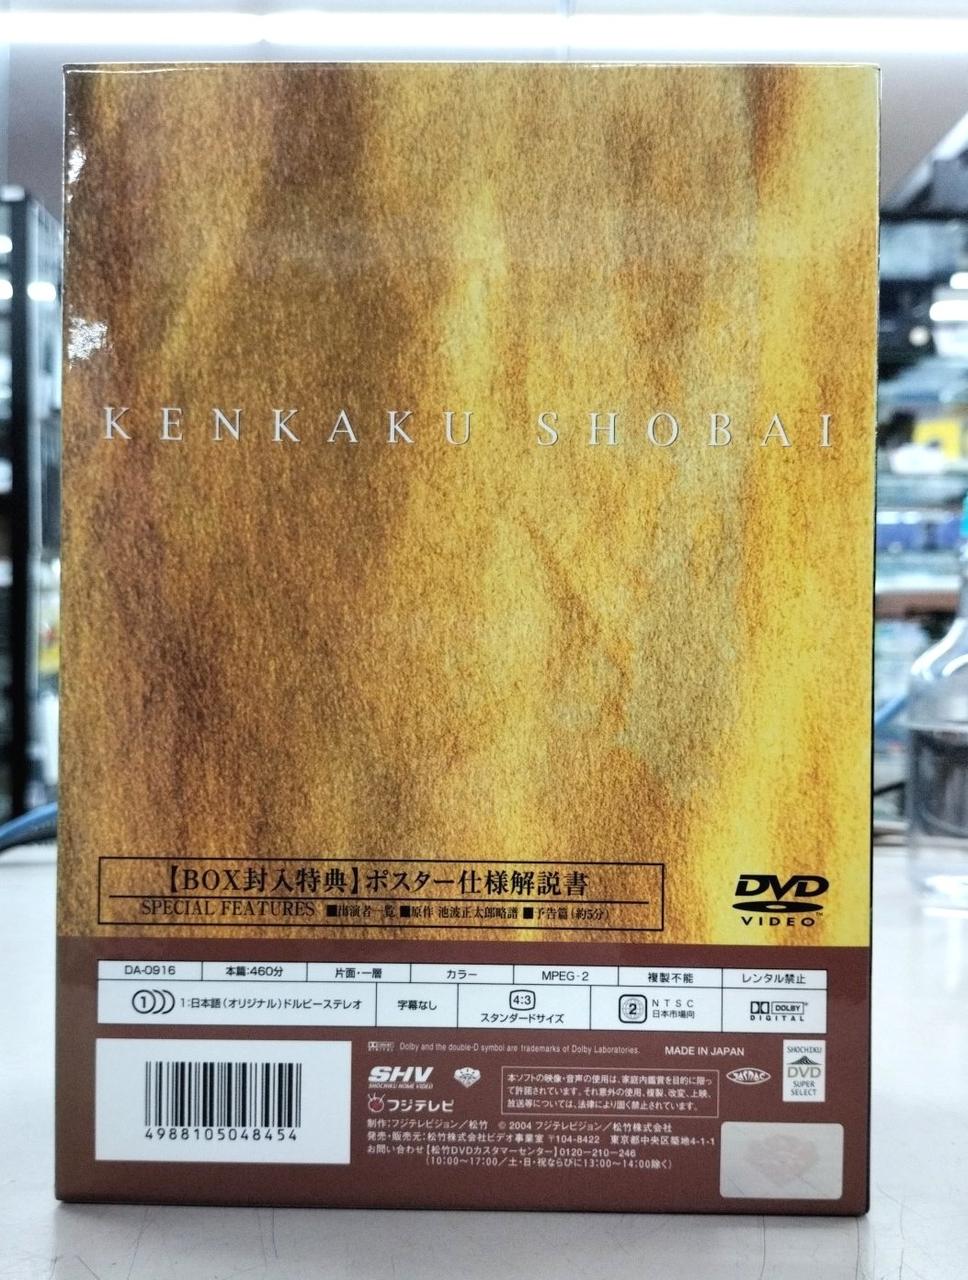 KENKAKU SHOBAI
【BOX封入特典】ポスター仕様解説書
SPECIAL FEATURES ■出演者一覧 ■原作 池波正太郎略譜 ■予告篇(約5分)
DVD
VIDEO™
DA-0916 本篇:460分 片面・一層 カラー MPEG-2 複製不能 レンタル禁止
1 1:日本語(オリジナル)ドルビーステレオ 字幕なし 4:3 スタンダードサイズ 2 NTSC 日本市場向 DOLBY DIGITAL
Dolby and the double-D symbol are trademarks of Dolby Laboratories. MADE IN JAPAN
SHV
SHOCHIKU HOME VIDEO
フジテレビ
本ソフトの映像・音声の使用は、家庭内鑑賞を目的に限っ
て許諾されています。それ意外の使用、複製、改変、上映、
放送等については、法律により固く禁止されています。
JASRAC
SHOCHIKU
DVD
SUPER
SELECT
4988105048454
制作:フジテレビジョン/松竹 © 2004 フジテレビジョン/松竹株式会社
発売・販売元:松竹株式会社ビデオ事業室 〒104-8422 東京都中央区築地4-1-1
お問い合わせ【松竹DVDカスタマーセンター】0120-210-246
(10:00~17:00/土・日・祝ならびに13:00~14:00除く)